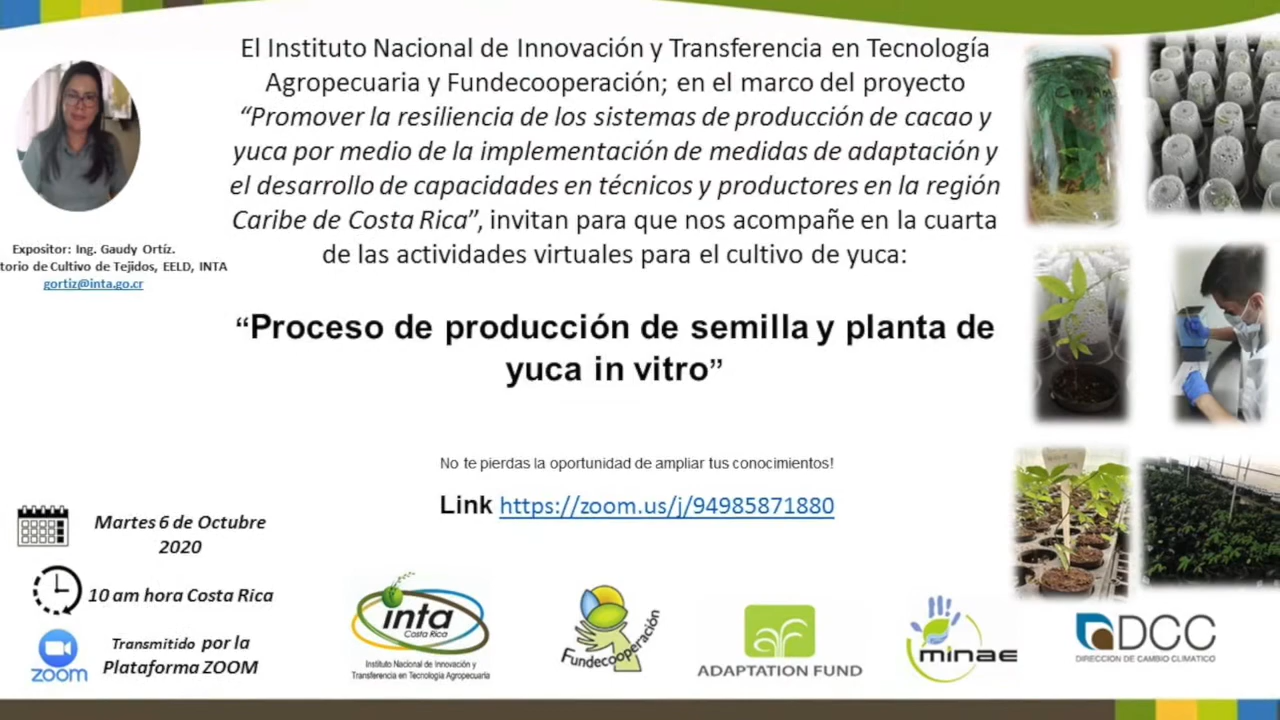 El Instituto Nacional de Innovación y Transferencia en Tecnología
Agropecuaria y Fundecooperación; en el marco del proyecto
“Promover la resiliencia de los sistemas de producción de cacao y
yuca por medio de la implementación de medidas de adaptación y
el desarrollo de capacidades en técnicos y productores en la región
Caribe de Costa Rica”, invitan para que nos acompañe en la cuarta
de las actividades virtuales para el cultivo de yuca:
Expositor: Ing. Gaudy Ortíz.
torio de Cultivo de Tejidos, EELD, INTA
gortiz@inta.go.cr
“Proceso de producción de semilla y planta de
yuca in vitro”
No te pierdas la oportunidad de ampliar tus conocimientos!
Link https://zoom.us/j/94985871880
Martes 6 de Octubre
2020
10 am hora Costa Rica
Transmitido por la
Plataforma ZOOM
zoom
inta
Costa Rica
Instituto Nacional de Innovación y
Transferencia en Tecnología Agropecuaria
Fundecooperación
ADAPTATION FUND
minae
DCC
DIRECCION DE CAMBIO CLIMATICO